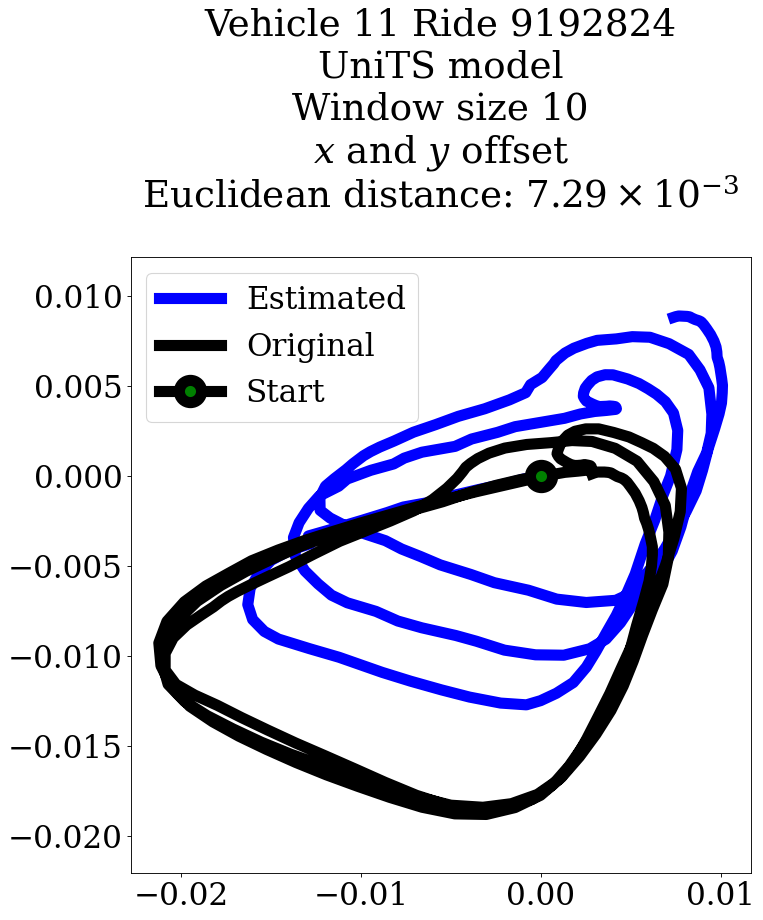 Vehicle 11 Ride 9192824
UniTS model
Window size 10
x and y offset
Euclidean distance: 7.29 × 10⁻³
Estimated
Original
Start
0.010
0.005
0.000
−0.005
−0.010
−0.015
−0.020
−0.02 −0.01 0.00 0.01